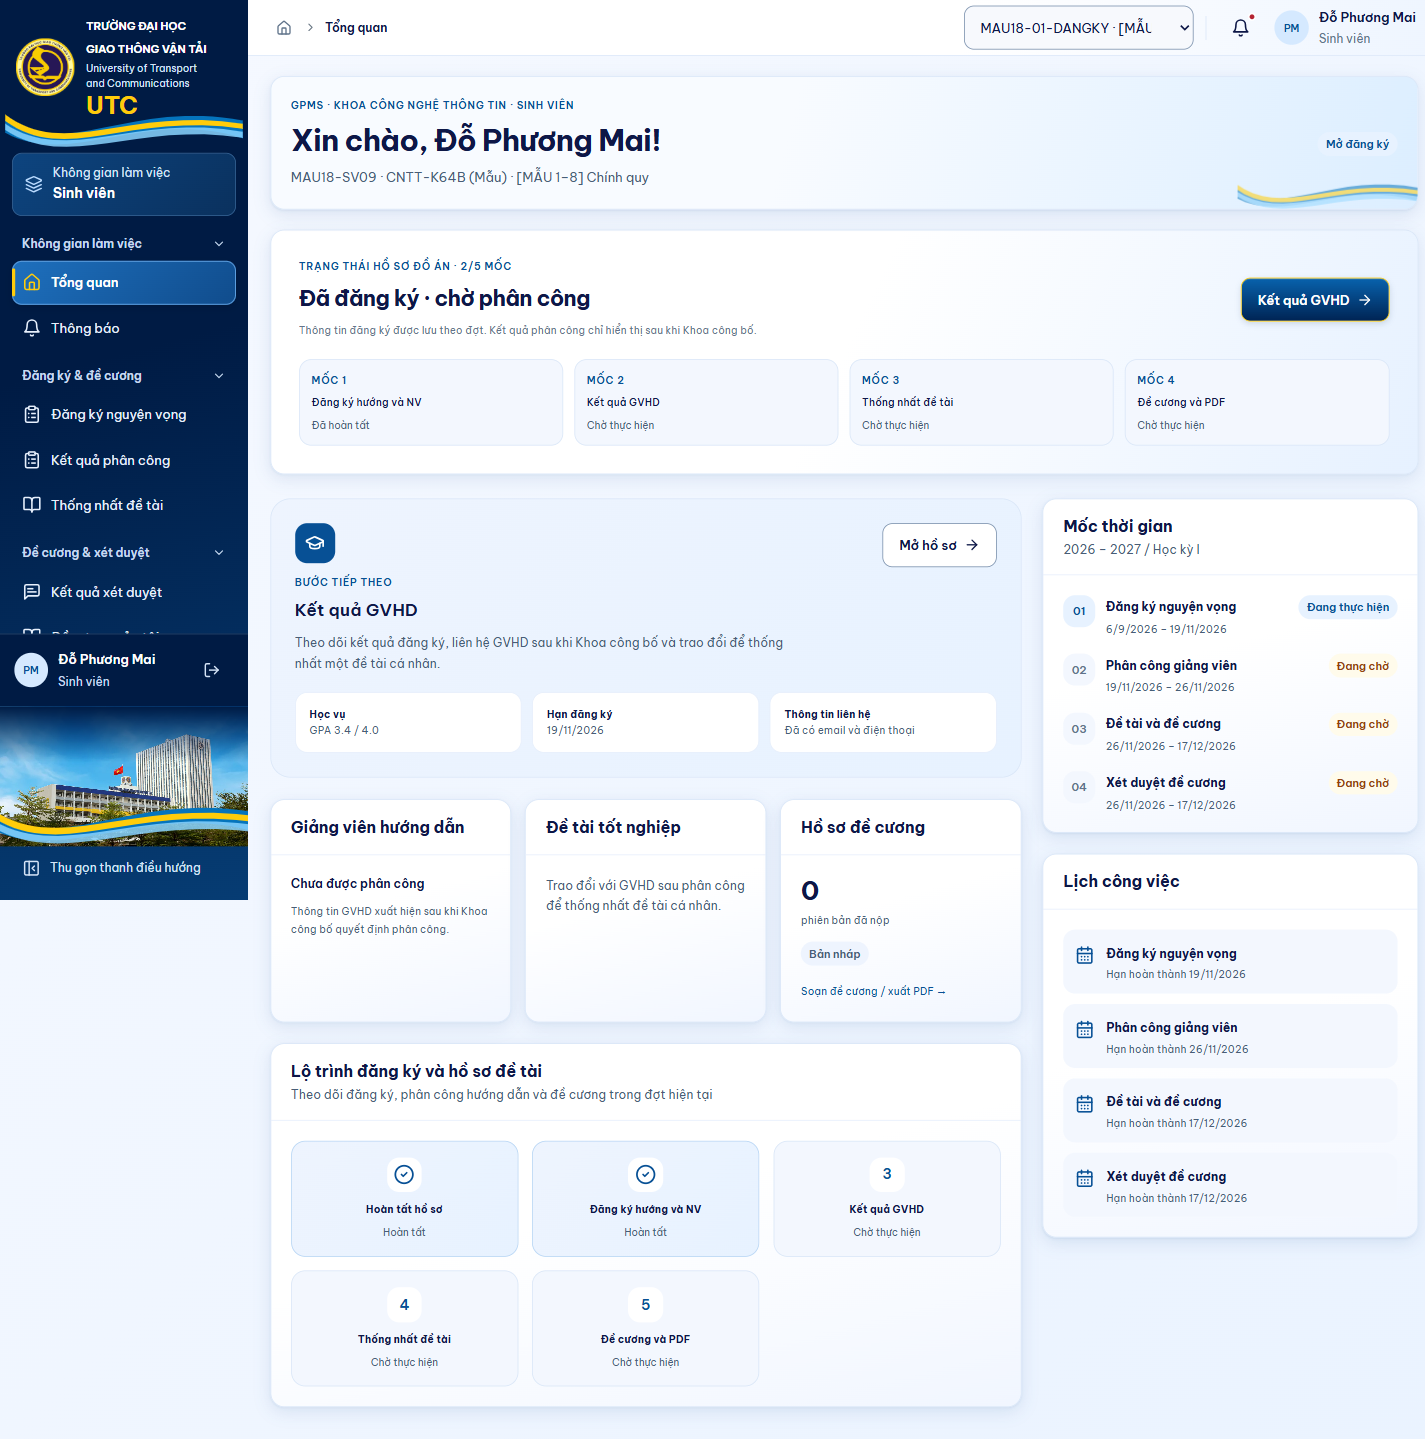 TRƯỜNG ĐẠI HỌC
GIAO THÔNG VẬN TẢI
University of Transport
and Communications
UTC
Không gian làm việc
Sinh viên
Không gian làm việc
Tổng quan
Thông báo
Đăng ký & đề cương
Đăng ký nguyện vọng
Kết quả phân công
Thống nhất đề tài
Đề cương & xét duyệt
Kết quả xét duyệt
PM
Đỗ Phương Mai
Sinh viên
Thu gọn thanh điều hướng
Tổng quan
MAU18-01-DANGKY · [MẪU
PM
Đỗ Phương Mai
Sinh viên
GPMS · KHOA CÔNG NGHỆ THÔNG TIN · SINH VIÊN
Xin chào, Đỗ Phương Mai!
MAU18-SV09 · CNTT-K64B (Mẫu) · [MẪU 1-8] Chính quy
Mở đăng ký
TRẠNG THÁI HỒ SƠ ĐỒ ÁN · 2/5 MỐC
Đã đăng ký · chờ phân công
Thông tin đăng ký được lưu theo đợt. Kết quả phân công chỉ hiển thị sau khi Khoa công bố.
Kết quả GVHD →
MỐC 1
Đăng ký hướng và NV
Đã hoàn tất
MỐC 2
Kết quả GVHD
Chờ thực hiện
MỐC 3
Thống nhất đề tài
Chờ thực hiện
MỐC 4
Đề cương và PDF
Chờ thực hiện
Mở hồ sơ →
BƯỚC TIẾP THEO
Kết quả GVHD
Theo dõi kết quả đăng ký, liên hệ GVHD sau khi Khoa công bố và trao đổi để thống
nhất một đề tài cá nhân.
Học vụ
GPA 3.4 / 4.0
Hạn đăng ký
19/11/2026
Thông tin liên hệ
Đã có email và điện thoại
Giảng viên hướng dẫn
Chưa được phân công
Thông tin GVHD xuất hiện sau khi Khoa
công bố quyết định phân công.
Đề tài tốt nghiệp
Trao đổi với GVHD sau phân công
để thống nhất đề tài cá nhân.
Hồ sơ đề cương
0
phiên bản đã nộp
Bản nháp
Soạn đề cương / xuất PDF →
Lộ trình đăng ký và hồ sơ đề tài
Theo dõi đăng ký, phân công hướng dẫn và đề cương trong đợt hiện tại
Hoàn tất hồ sơ
Hoàn tất
Đăng ký hướng và NV
Hoàn tất
3
Kết quả GVHD
Chờ thực hiện
4
Thống nhất đề tài
Chờ thực hiện
5
Đề cương và PDF
Chờ thực hiện
Mốc thời gian
2026 – 2027 / Học kỳ I
01
Đăng ký nguyện vọng
Đang thực hiện
6/9/2026 – 19/11/2026
02
Phân công giảng viên
Đang chờ
19/11/2026 – 26/11/2026
03
Đề tài và đề cương
Đang chờ
26/11/2026 – 17/12/2026
04
Xét duyệt đề cương
Đang chờ
26/11/2026 – 17/12/2026
Lịch công việc
Đăng ký nguyện vọng
Hạn hoàn thành 19/11/2026
Phân công giảng viên
Hạn hoàn thành 26/11/2026
Đề tài và đề cương
Hạn hoàn thành 17/12/2026
Xét duyệt đề cương
Hạn hoàn thành 17/12/2026